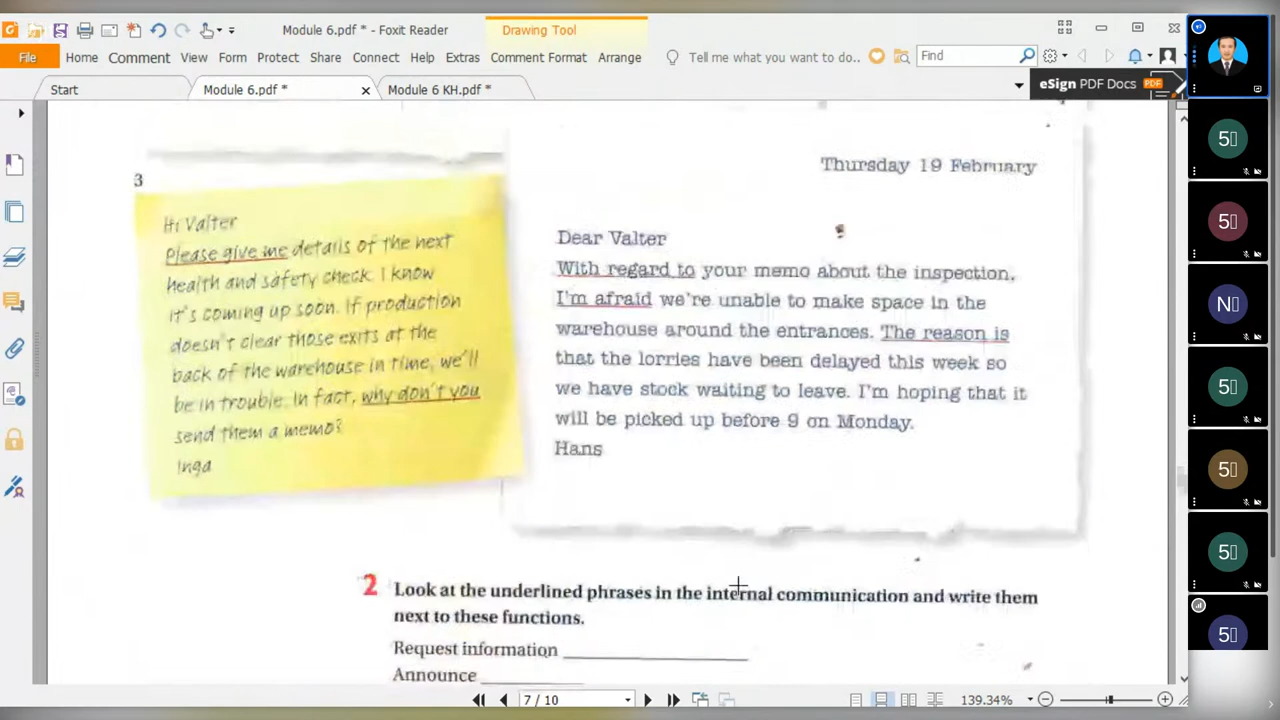 Module 6.pdf * - Foxit Reader
Drawing Tool
File
Home
Comment
View
Form
Protect
Share
Connect
Help
Extras
Comment Format
Arrange
Tell me what you want to do..
Find
Start
Module 6.pdf *
Module 6 KH.pdf *
eSign PDF Docs
3
Hi Valter
Please give me details of the next
health and safety check. I know
it's coming up soon. If production
doesn't clear those exits at the
back of the warehouse in time, we'll
be in trouble. In fact, why don't you
send them a memo?
Inga
Thursday 19 February
Dear Valter
With regard to your memo about the inspection.
I'm afraid we're unable to make space in the
warehouse around the entrances. The reason is
that the lorries have been delayed this week so
we have stock waiting to leave. I'm hoping that it
will be picked up before 9 on Monday.
Hans
2 Look at the underlined phrases in the internal communication and write them
next to these functions.
Request information
Announce
7 / 10
139.34%
5
5
N
5
5
5
5